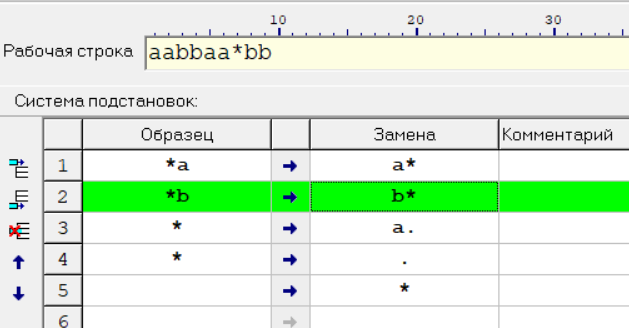 10 20 30
Рабочая строка aabbaa*bb
Система подстановок:
Образец Замена Комментарий
1 *a → a*
2 *b → b*
3 * → a.
4 * → .
5 → *
6 →